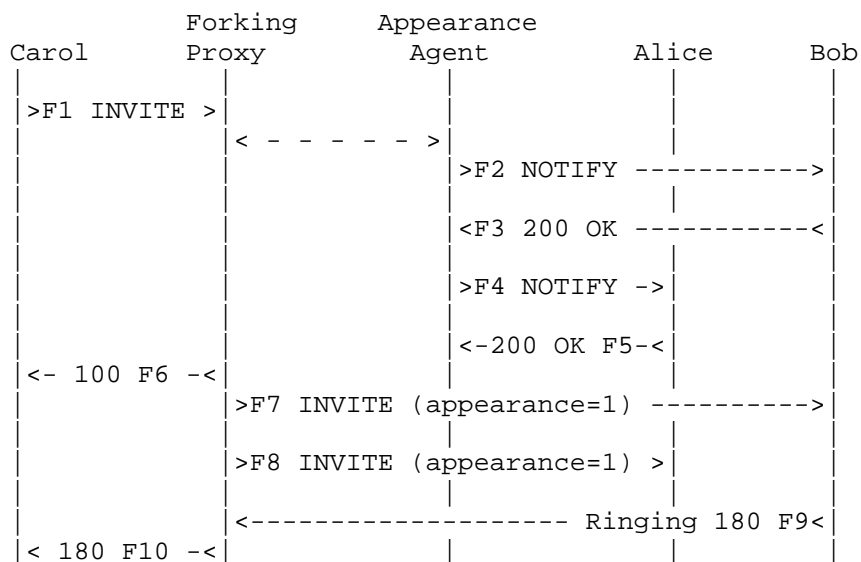 Forking Appearance
Carol Proxy Agent Alice Bob
| | | | |
|>F1 INVITE >| | | |
| |< - - - - - >| | |
| | |>F2 NOTIFY ----------->|
| | | | |
| | |<F3 200 OK -----------<|
| | | | |
| | |>F4 NOTIFY ->| |
| | | | |
| | |<-200 OK F5-<| |
|<- 100 F6 -<| | | |
| |>F7 INVITE (appearance=1) ---------->|
| | | | |
| |>F8 INVITE (appearance=1) >| |
| | | | |
| |<-------------------- Ringing 180 F9<|
|< 180 F10 -<| | | |